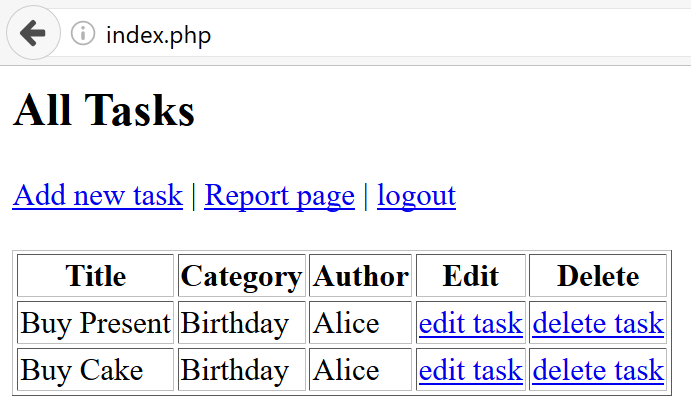 index.php
All Tasks
Add new task | Report page | logout
Title Category Author Edit Delete
Buy Present Birthday Alice edit task delete task
Buy Cake Birthday Alice edit task delete task